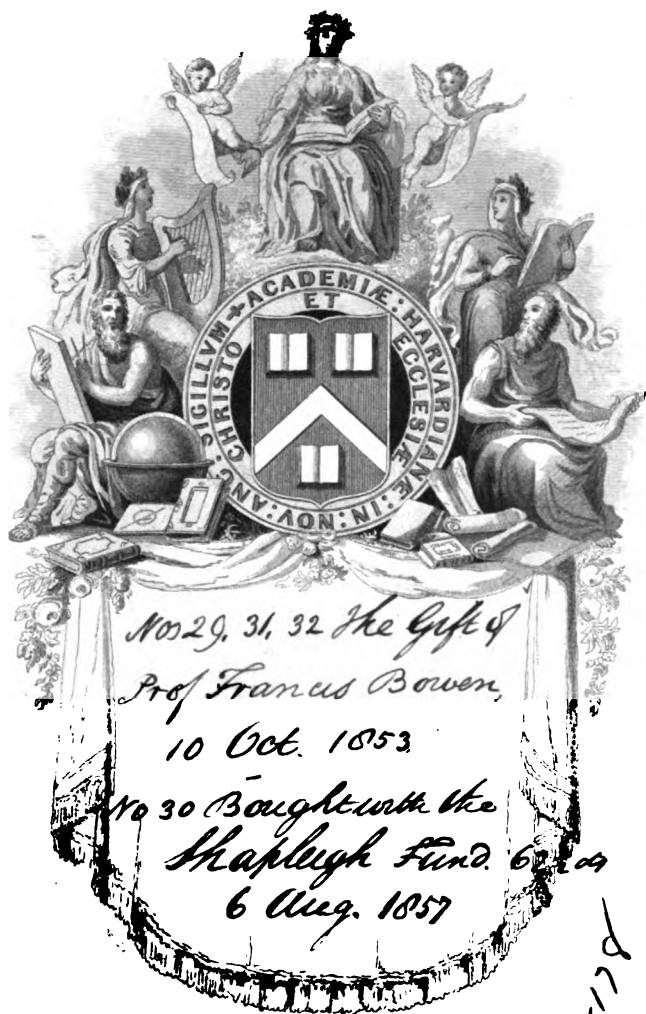 SIGILLVM ✢ ACADEMIÆ : HARVARDIANÆ : IN : NOV : ANG :
CHRISTO ET ECCLESIÆ
Nos 29. 31. 32 The Gift of
Prof Francis Bowen,
10 Oct. 1853.
No 30 Bought with the
Shapleigh Fund.
6 Aug. 1857